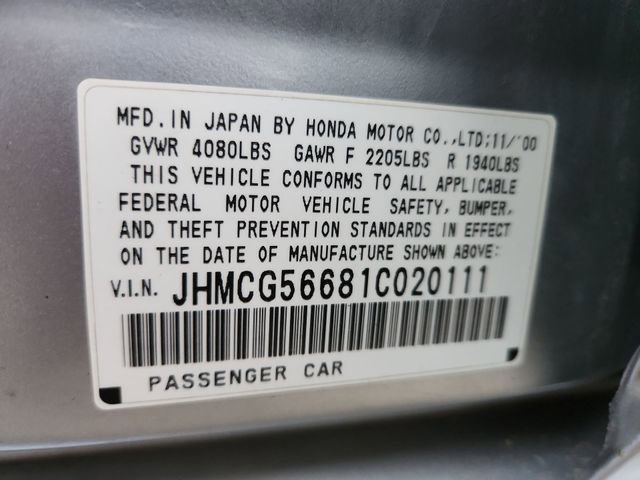 MFD.IN JAPAN BY HONDA MOTOR CO.,LTD;11/'00
GVWR 4080LBS GAWR F 2205LBS R 1940LBS
THIS VEHICLE CONFORMS TO ALL APPLICABLE
FEDERAL MOTOR VEHICLE SAFETY, BUMPER,
AND THEFT PREVENTION STANDARDS IN EFFECT
ON THE DATE OF MANUFACTURE SHOWN ABOVE:
V.I.N. JHMCG56681C020111
PASSENGER CAR